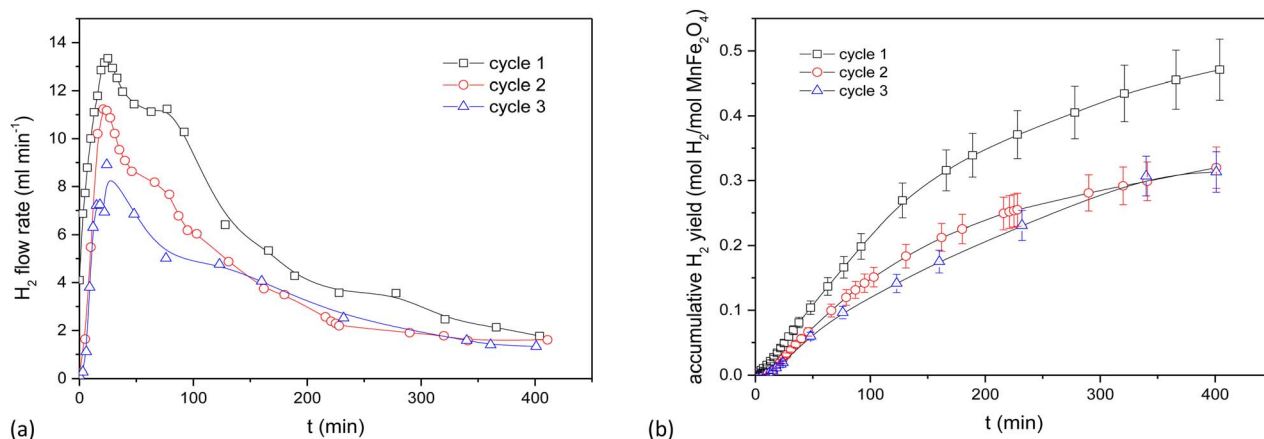 H₂ flow rate (ml min⁻¹)
14
12
10
8
6
4
2
0
0 100 200 300 400
t (min)
cycle 1
cycle 2
cycle 3
(a)
accumulative H₂ yield (mol H₂/mol MnFe₂O₄)
0.5
0.4
0.3
0.2
0.1
0.0
0 100 200 300 400
t (min)
cycle 1
cycle 2
cycle 3
(b)